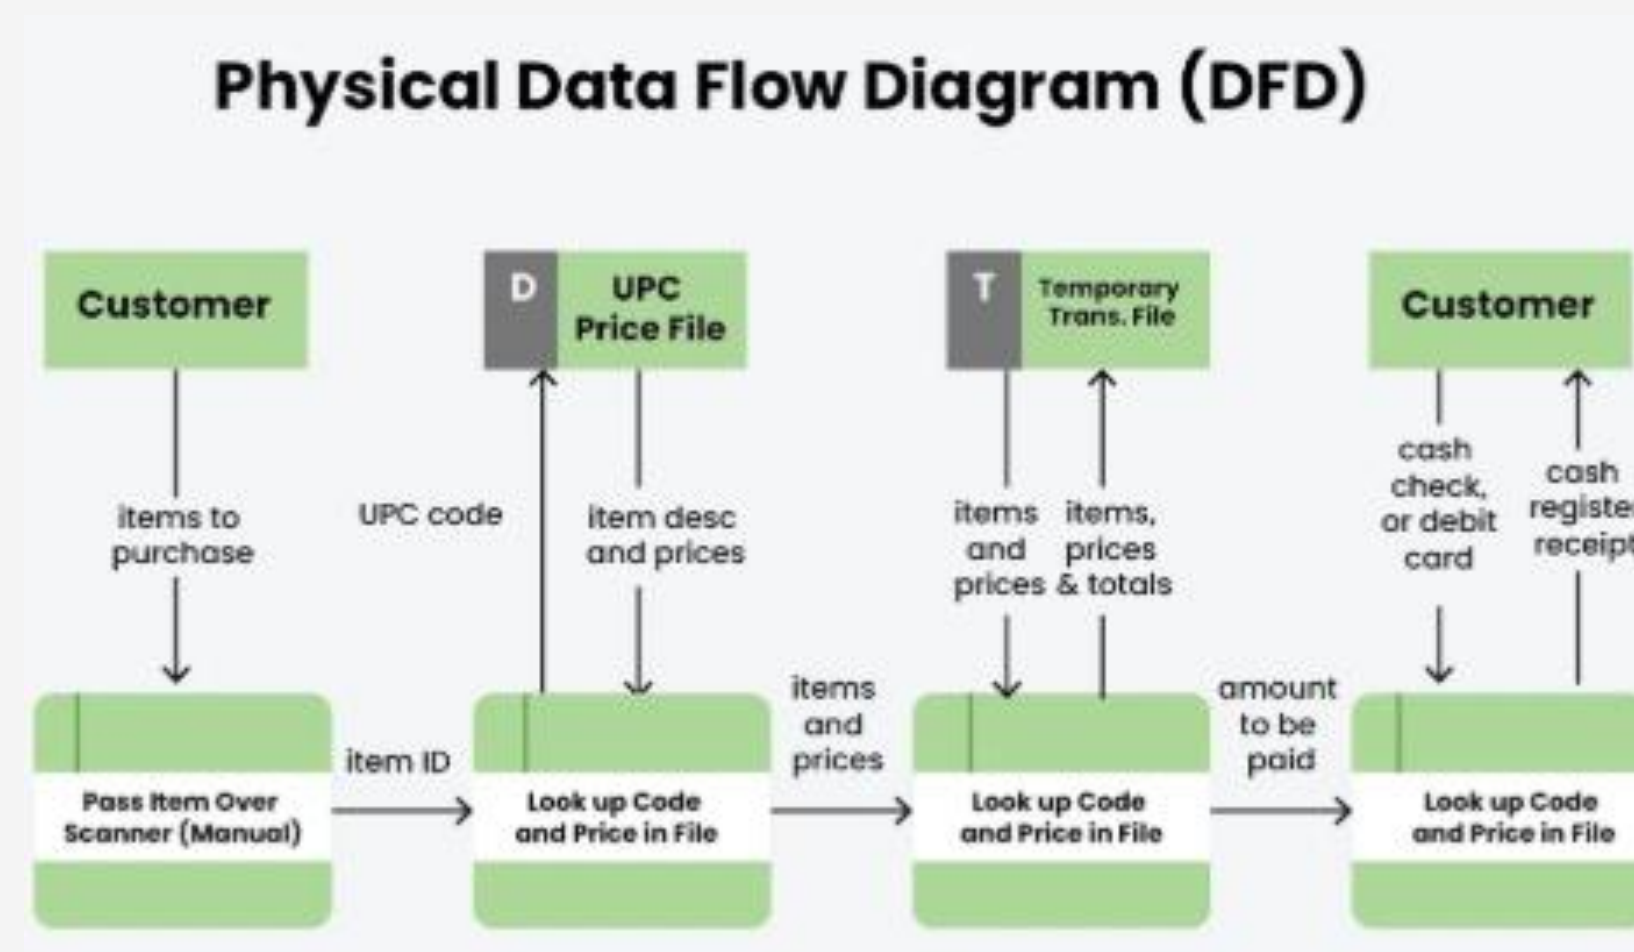 Physical Data Flow Diagram (DFD)
Customer
D
UPC
Price File
T
Temporary
Trans. File
Customer
items to
purchase
UPC code
item desc
and prices
items
and
prices
items,
prices
& totals
cash
check,
or debit
card
cash
register
receipt
item ID
items
and
prices
amount
to be
paid
Pass Item Over
Scanner (Manual)
Look up Code
and Price in File
Look up Code
and Price in File
Look up Code
and Price in File